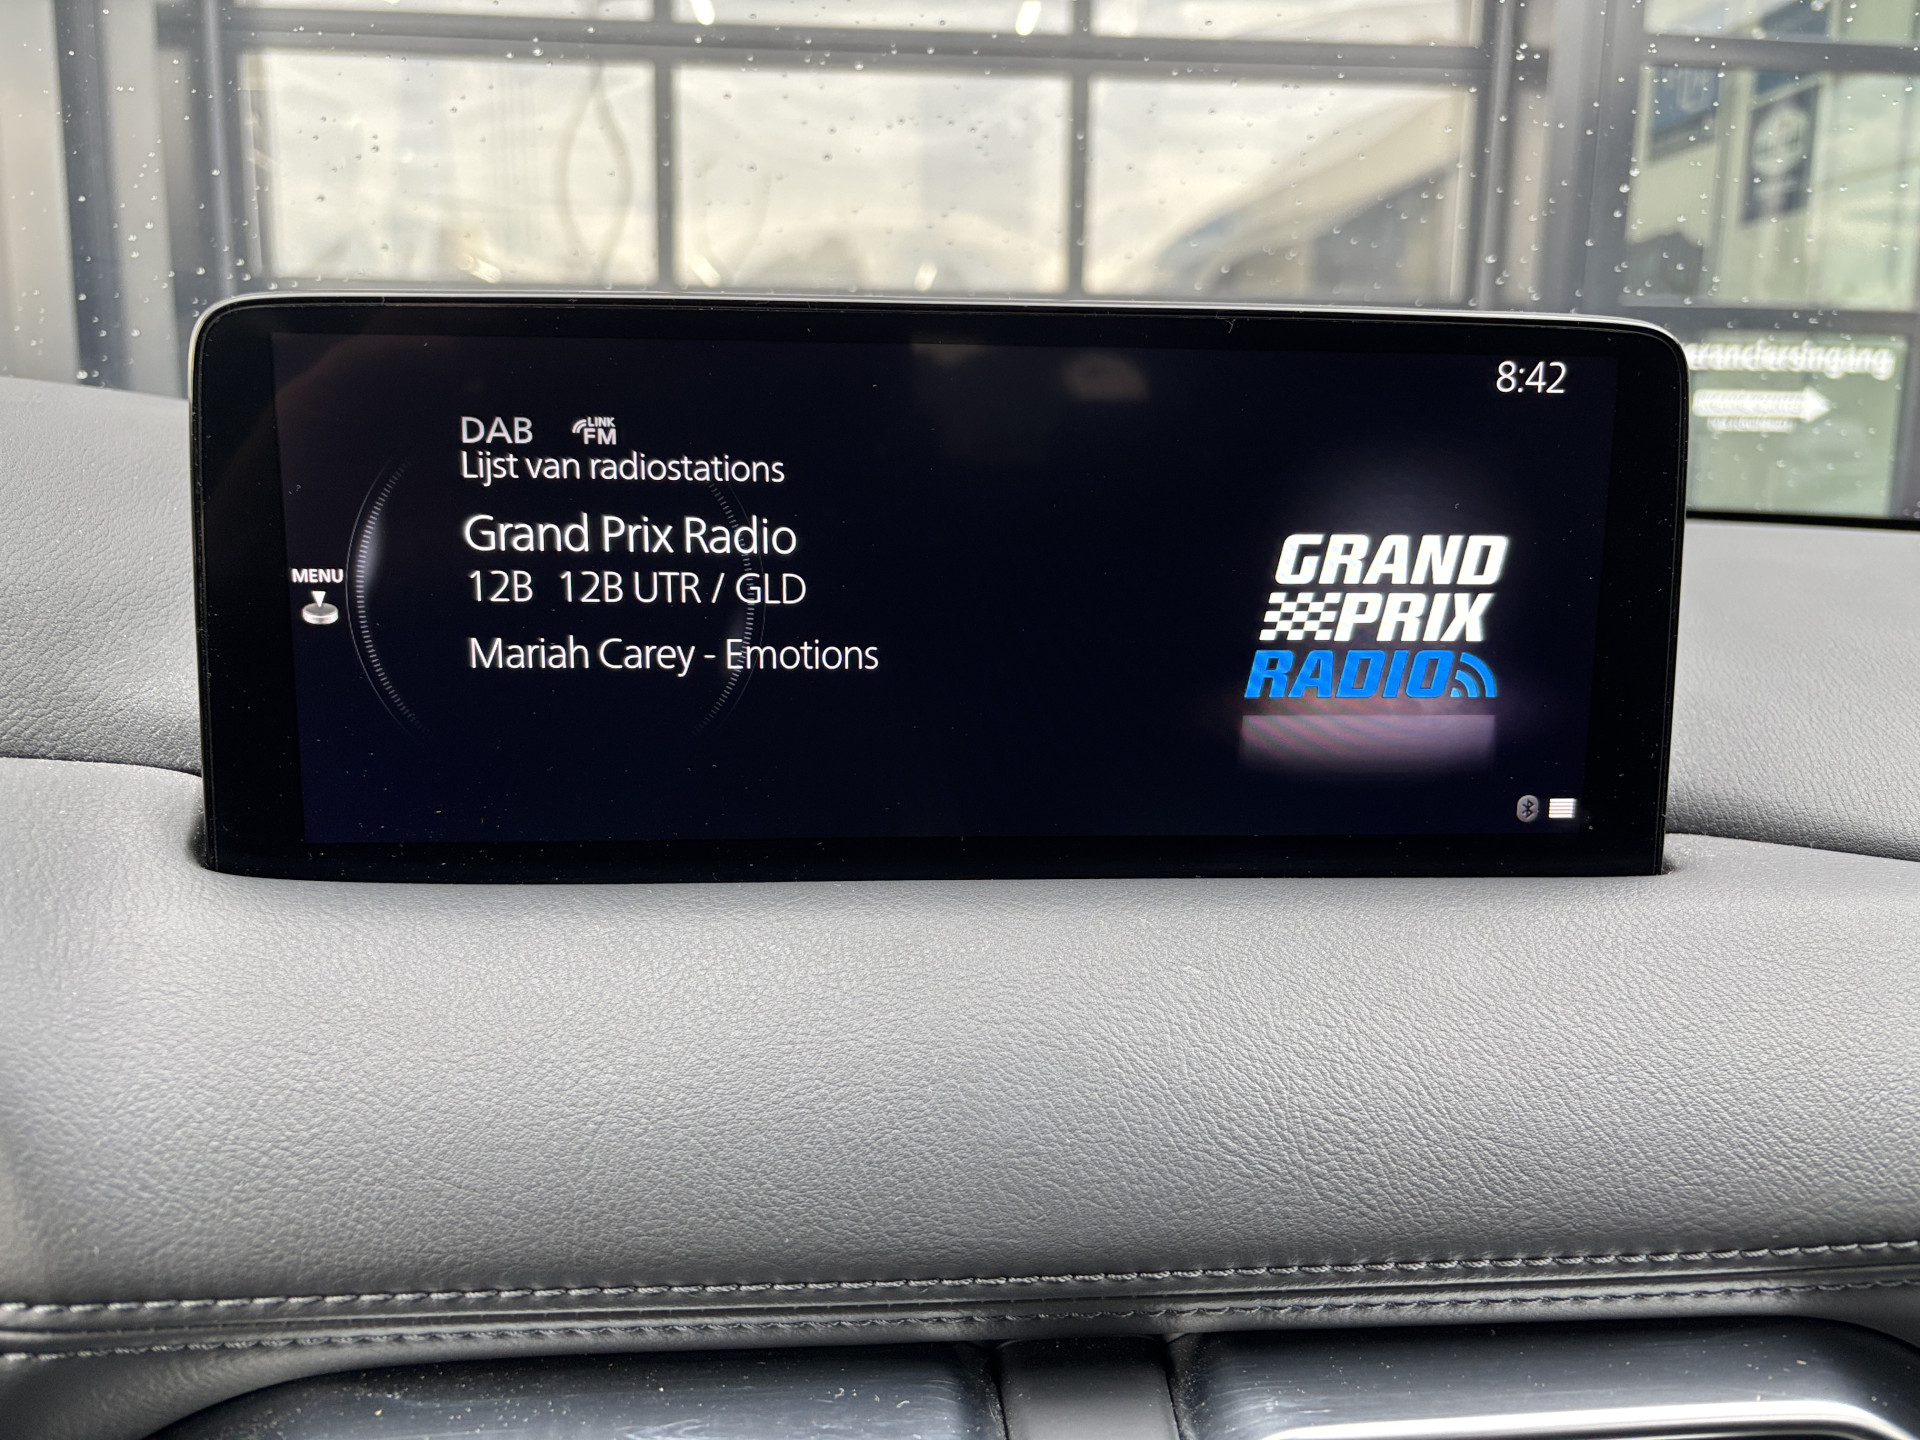 8:42
DAB LINK FM
Lijst van radiostations
Grand Prix Radio
12B 12B UTR / GLD
Mariah Carey - Emotions
MENU
GRAND
PRIX
RADIO